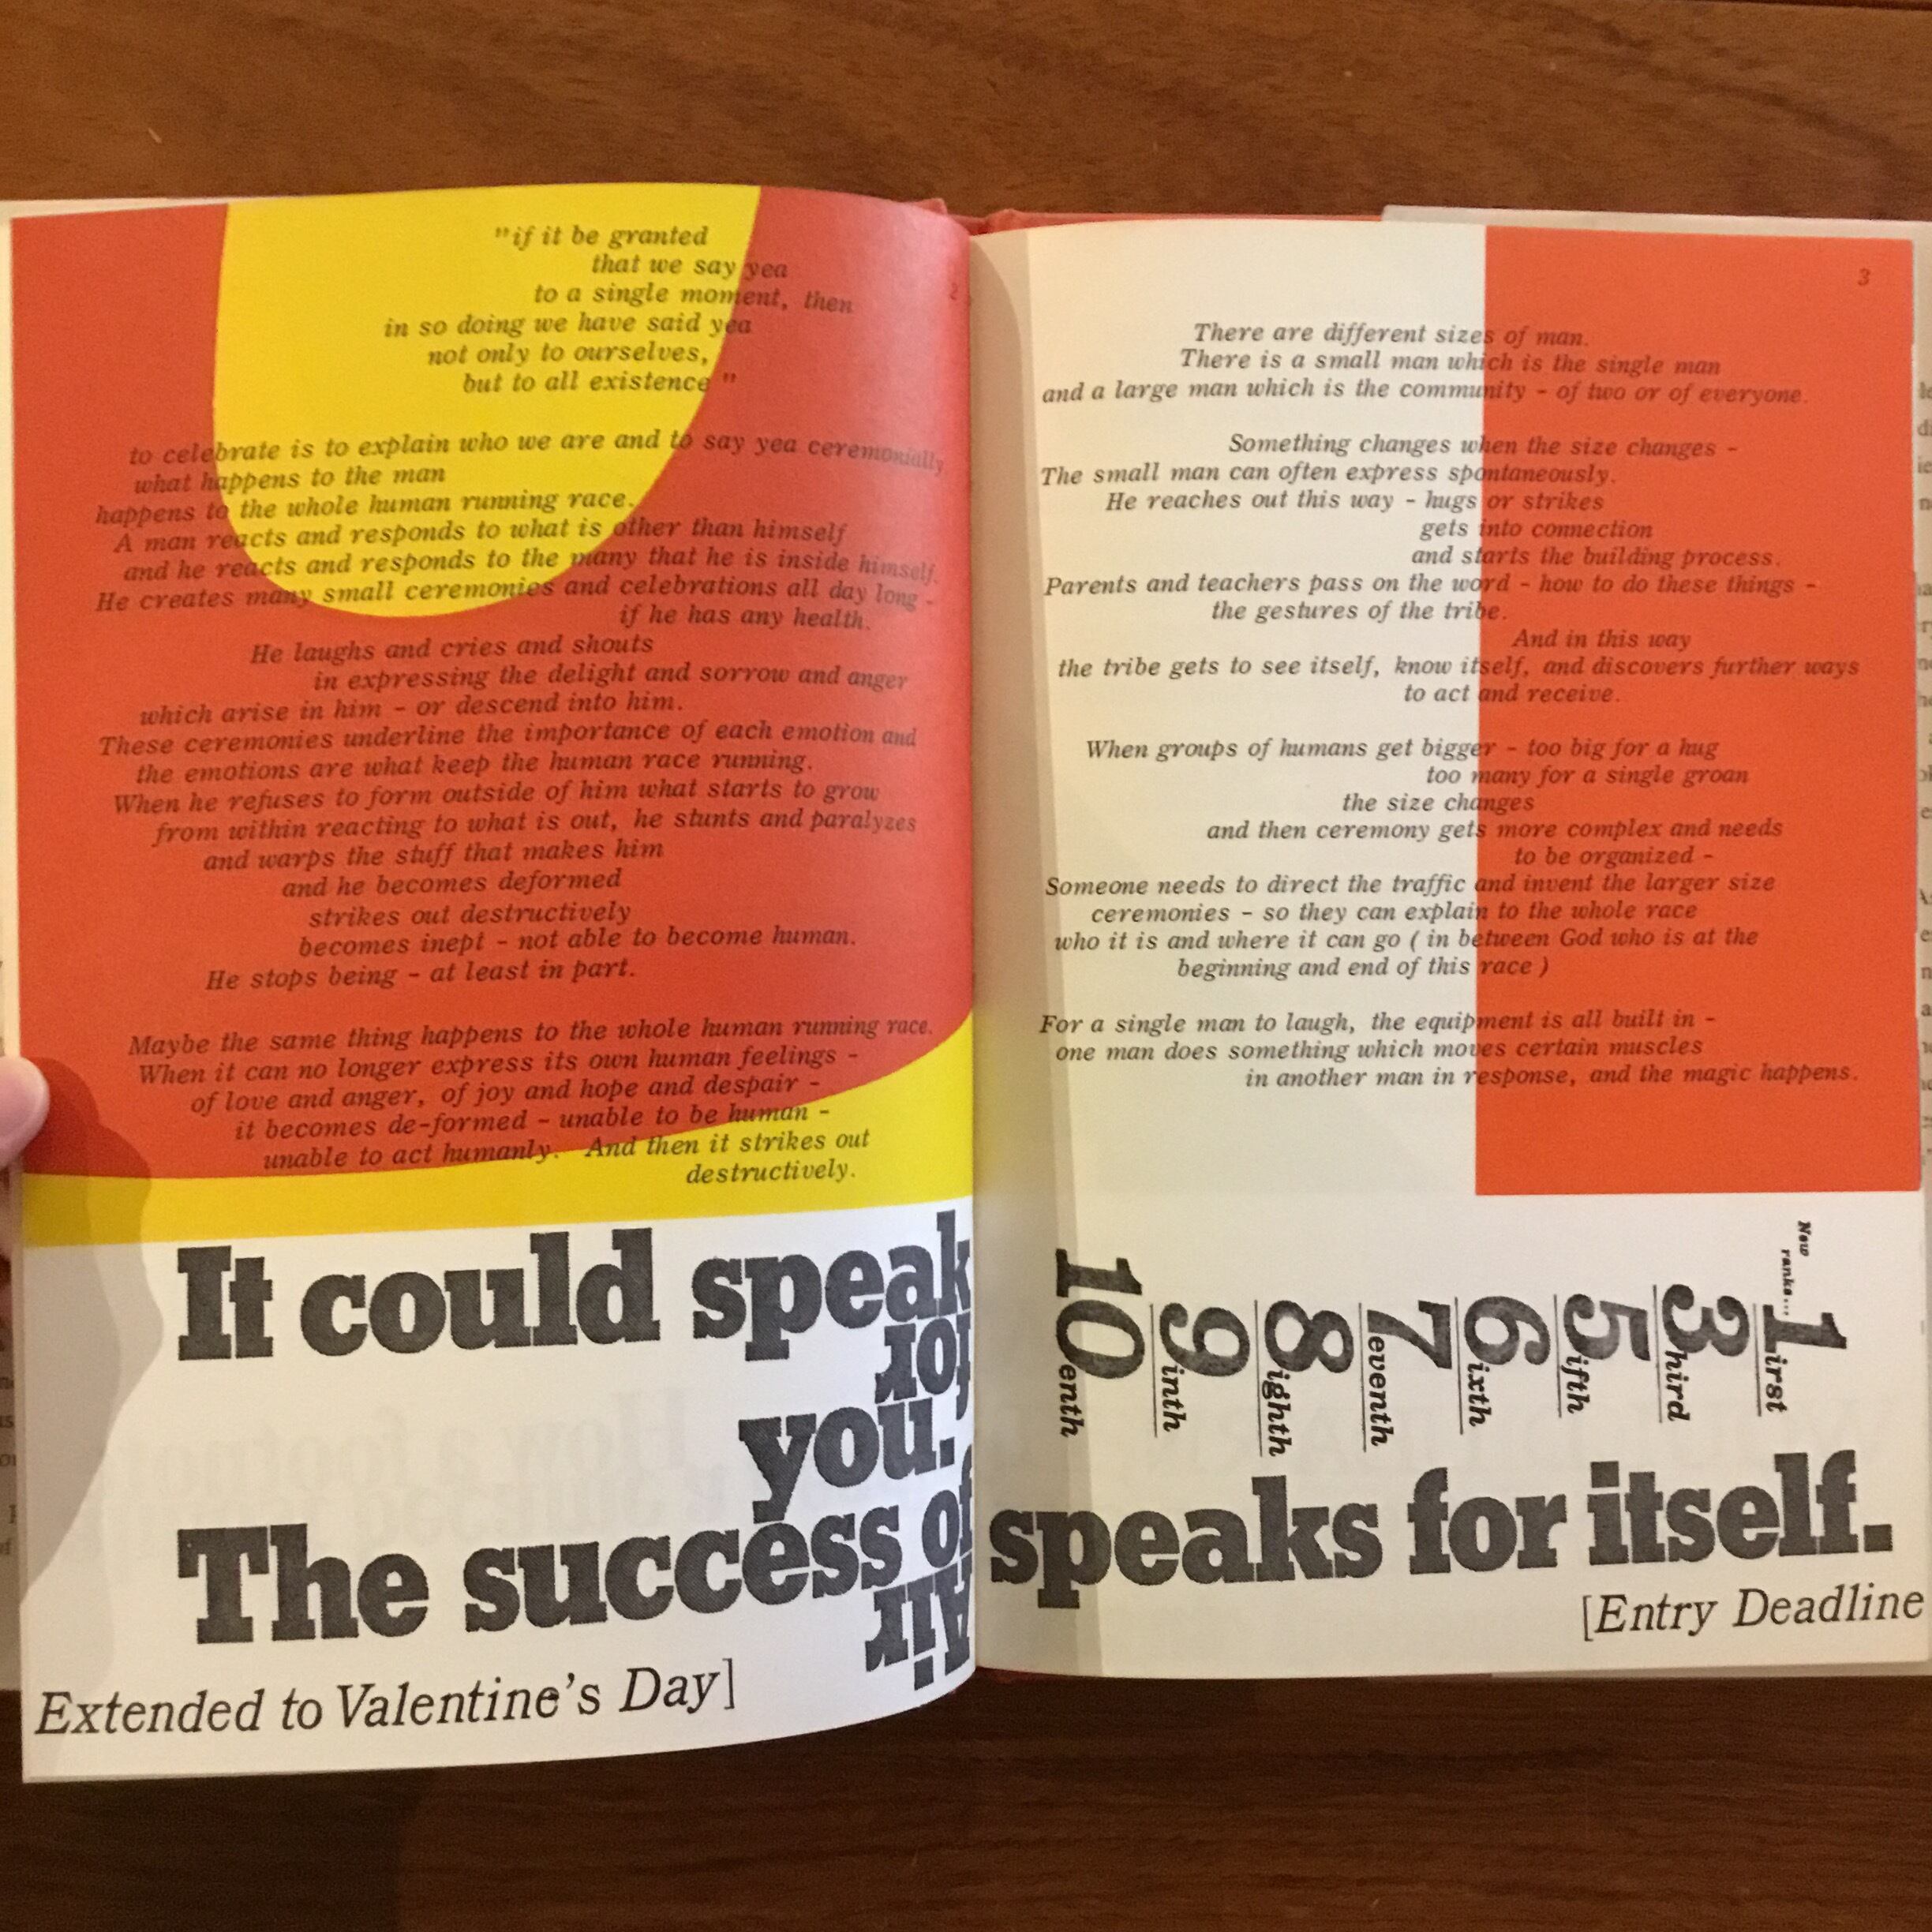 "if it be granted
that we say yea
to a single moment, then
in so doing we have said yea
not only to ourselves,
but to all existence"
to celebrate is to explain who we are and to say yea ceremonially
what happens to the man
happens to the whole human running race.
A man reacts and responds to what is other than himself
and he reacts and responds to the many that he is inside himself.
He creates many small ceremonies and celebrations all day long -
if he has any health.
He laughs and cries and shouts
in expressing the delight and sorrow and anger
which arise in him - or descend into him.
These ceremonies underline the importance of each emotion and
the emotions are what keep the human race running.
When he refuses to form outside of him what starts to grow
from within reacting to what is out, he stunts and paralyzes
and warps the stuff that makes him
and he becomes deformed
strikes out destructively
becomes inept - not able to become human.
He stops being - at least in part.
Maybe the same thing happens to the whole human running race.
When it can no longer express its own human feelings -
of love and anger, of joy and hope and despair -
it becomes de-formed - unable to be human -
unable to act humanly. And then it strikes out
destructively.
It could speak
for
you.
The success of
Air
Extended to Valentine's Day]
2
3
There are different sizes of man.
There is a small man which is the single man
and a large man which is the community - of two or of everyone.
Something changes when the size changes -
The small man can often express spontaneously.
He reaches out this way - hugs or strikes
gets into connection
and starts the building process.
Parents and teachers pass on the word - how to do these things -
the gestures of the tribe.
And in this way
the tribe gets to see itself, know itself, and discovers further ways
to act and receive.
When groups of humans get bigger - too big for a hug
too many for a single groan
the size changes
and then ceremony gets more complex and needs
to be organized -
Someone needs to direct the traffic and invent the larger size
ceremonies - so they can explain to the whole race
who it is and where it can go ( in between God who is at the
beginning and end of this race )
For a single man to laugh, the equipment is all built in -
one man does something which moves certain muscles
in another man in response, and the magic happens.
New ranks...
1irst
3hird
5ifth
6ixth
7eventh
8ighth
9inth
10enth
speaks for itself.
[Entry Deadline